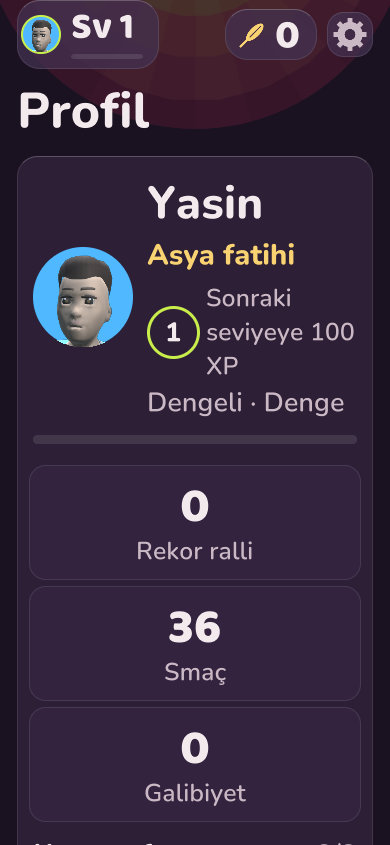 Sv 1
0
Profil
Yasin
Asya fatihi
1
Sonraki
seviyeye 100
XP
Dengeli · Denge
0
Rekor ralli
36
Smaç
0
Galibiyet